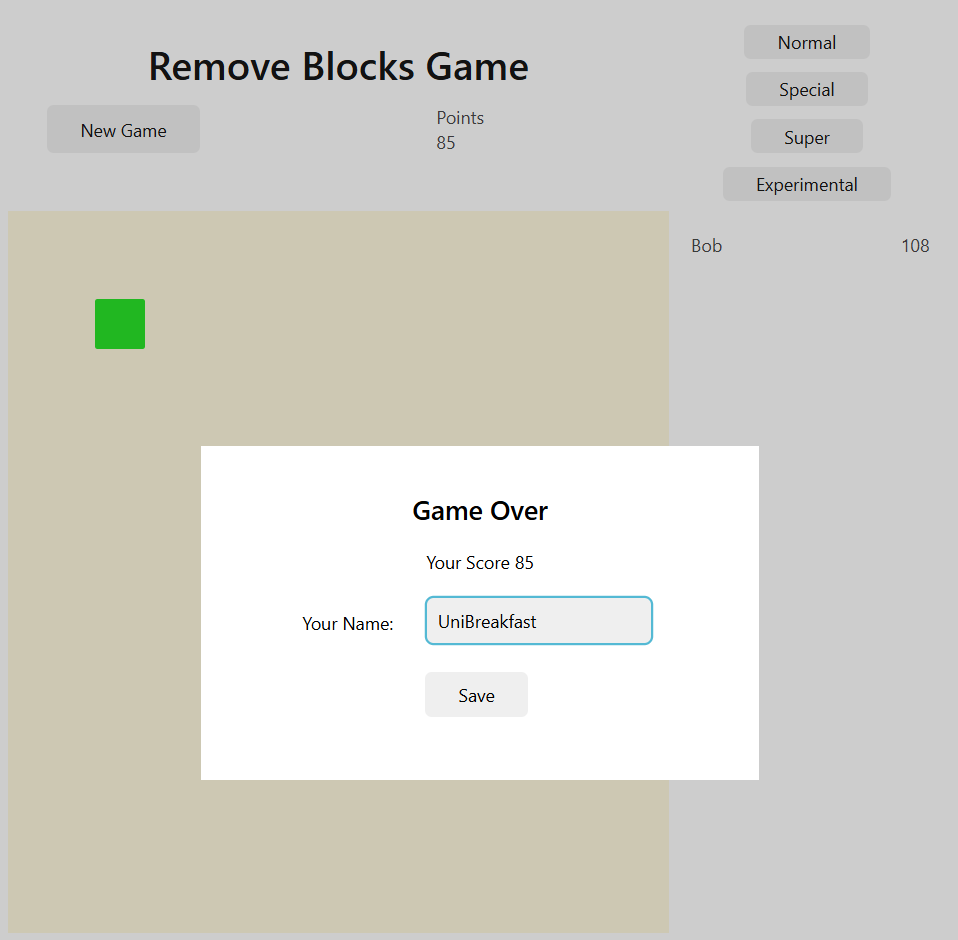 Remove Blocks Game
New Game
Points
85
Normal
Special
Super
Experimental
Bob 108
Game Over
Your Score 85
Your Name: UniBreakfast
Save